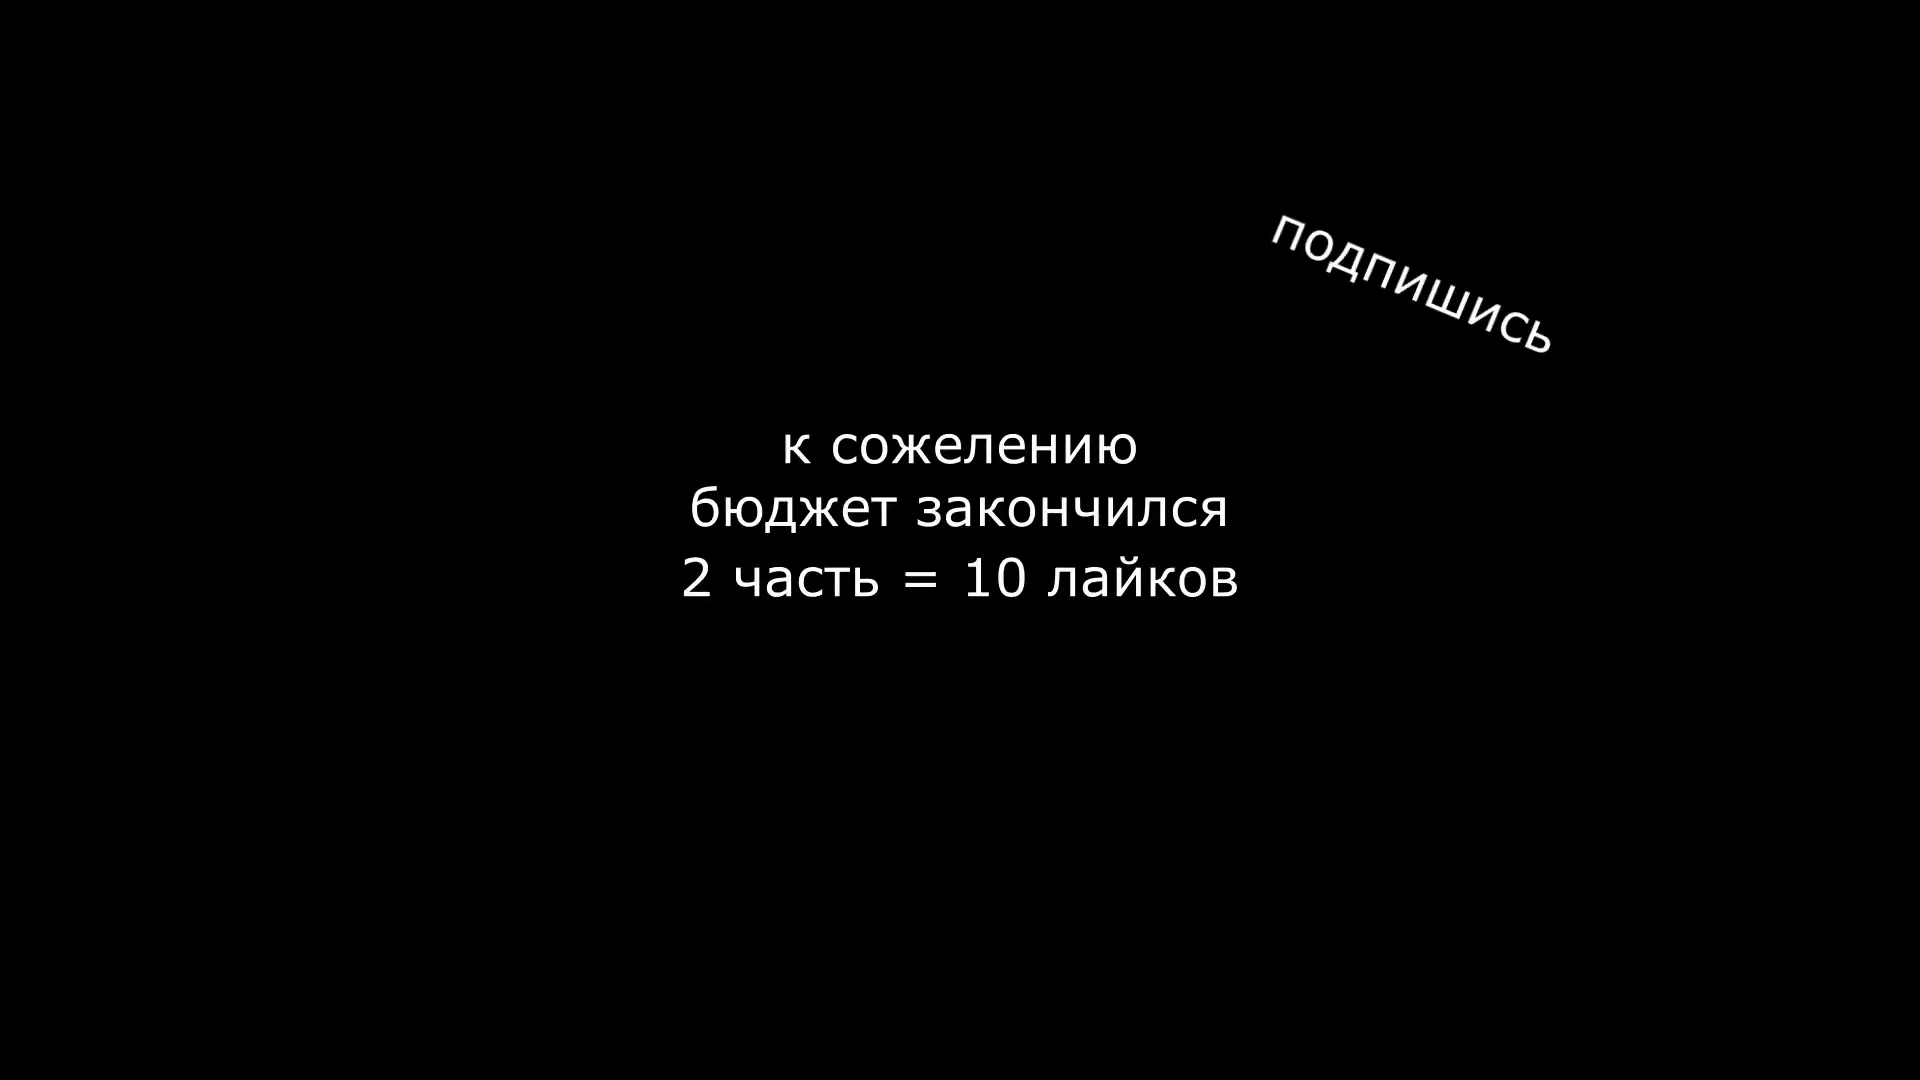 подпишись
к сожелению
бюджет закончился
2 часть = 10 лайков